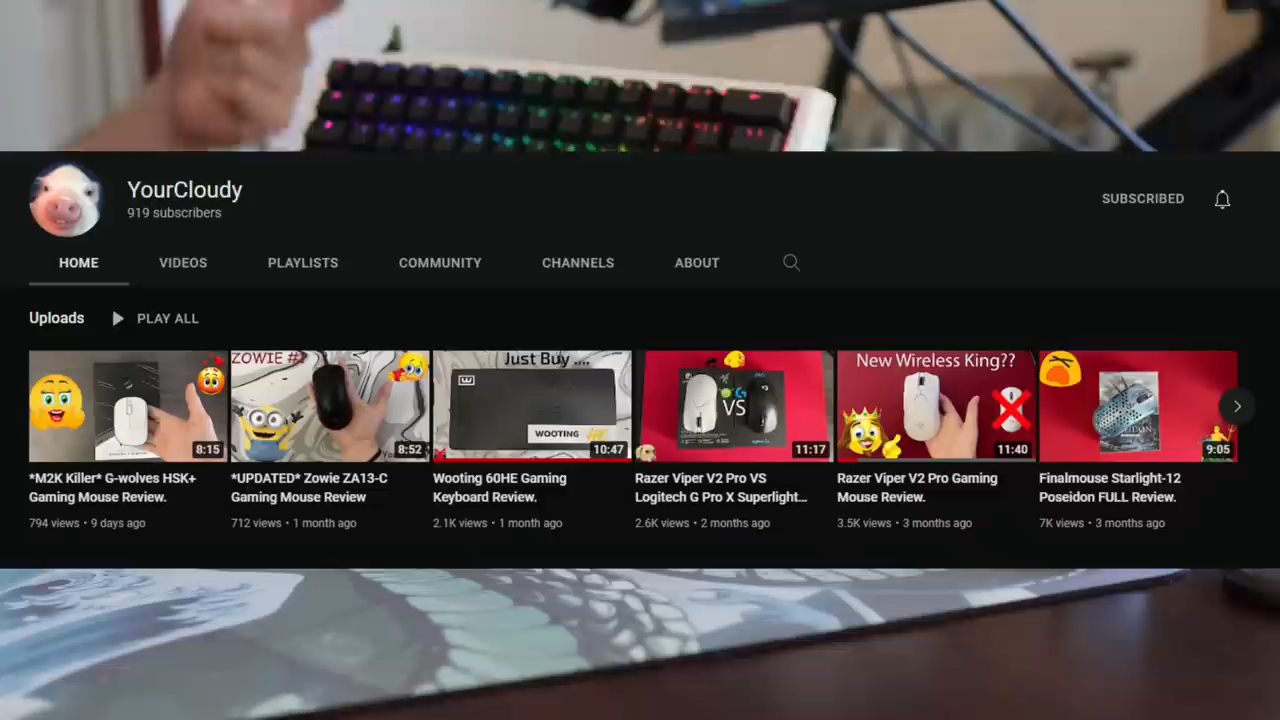 YourCloudy
919 subscribers
SUBSCRIBED
HOME
VIDEOS
PLAYLISTS
COMMUNITY
CHANNELS
ABOUT
Uploads
PLAY ALL
8:15
ZOWIE #1
8:52
Just Buy ....
WOOTING
10:47
VS
11:17
New Wireless King??
11:40
9:05
*M2K Killer* G-wolves HSK+
Gaming Mouse Review.
794 views • 9 days ago
*UPDATED* Zowie ZA13-C
Gaming Mouse Review
712 views • 1 month ago
Wooting 60HE Gaming
Keyboard Review.
2.1K views • 1 month ago
Razer Viper V2 Pro VS
Logitech G Pro X Superlight...
2.6K views • 2 months ago
Razer Viper V2 Pro Gaming
Mouse Review.
3.5K views • 3 months ago
Finalmouse Starlight-12
Poseidon FULL Review.
7K views • 3 months ago